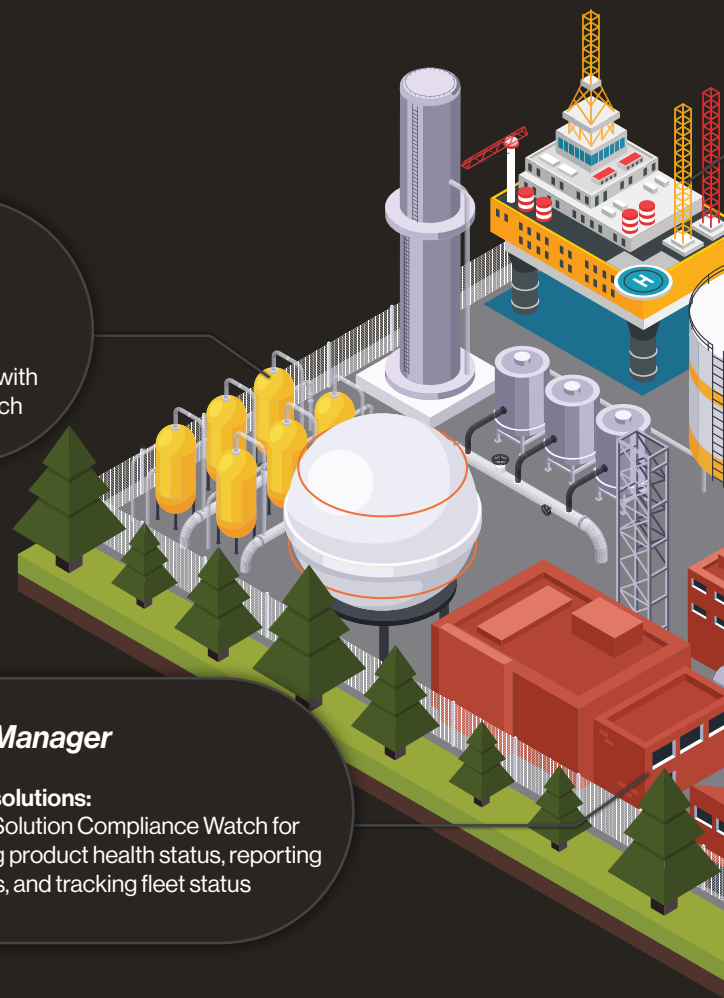 with
ch
Manager
solutions:
Solution Compliance Watch for
g product health status, reporting
s, and tracking fleet status
H